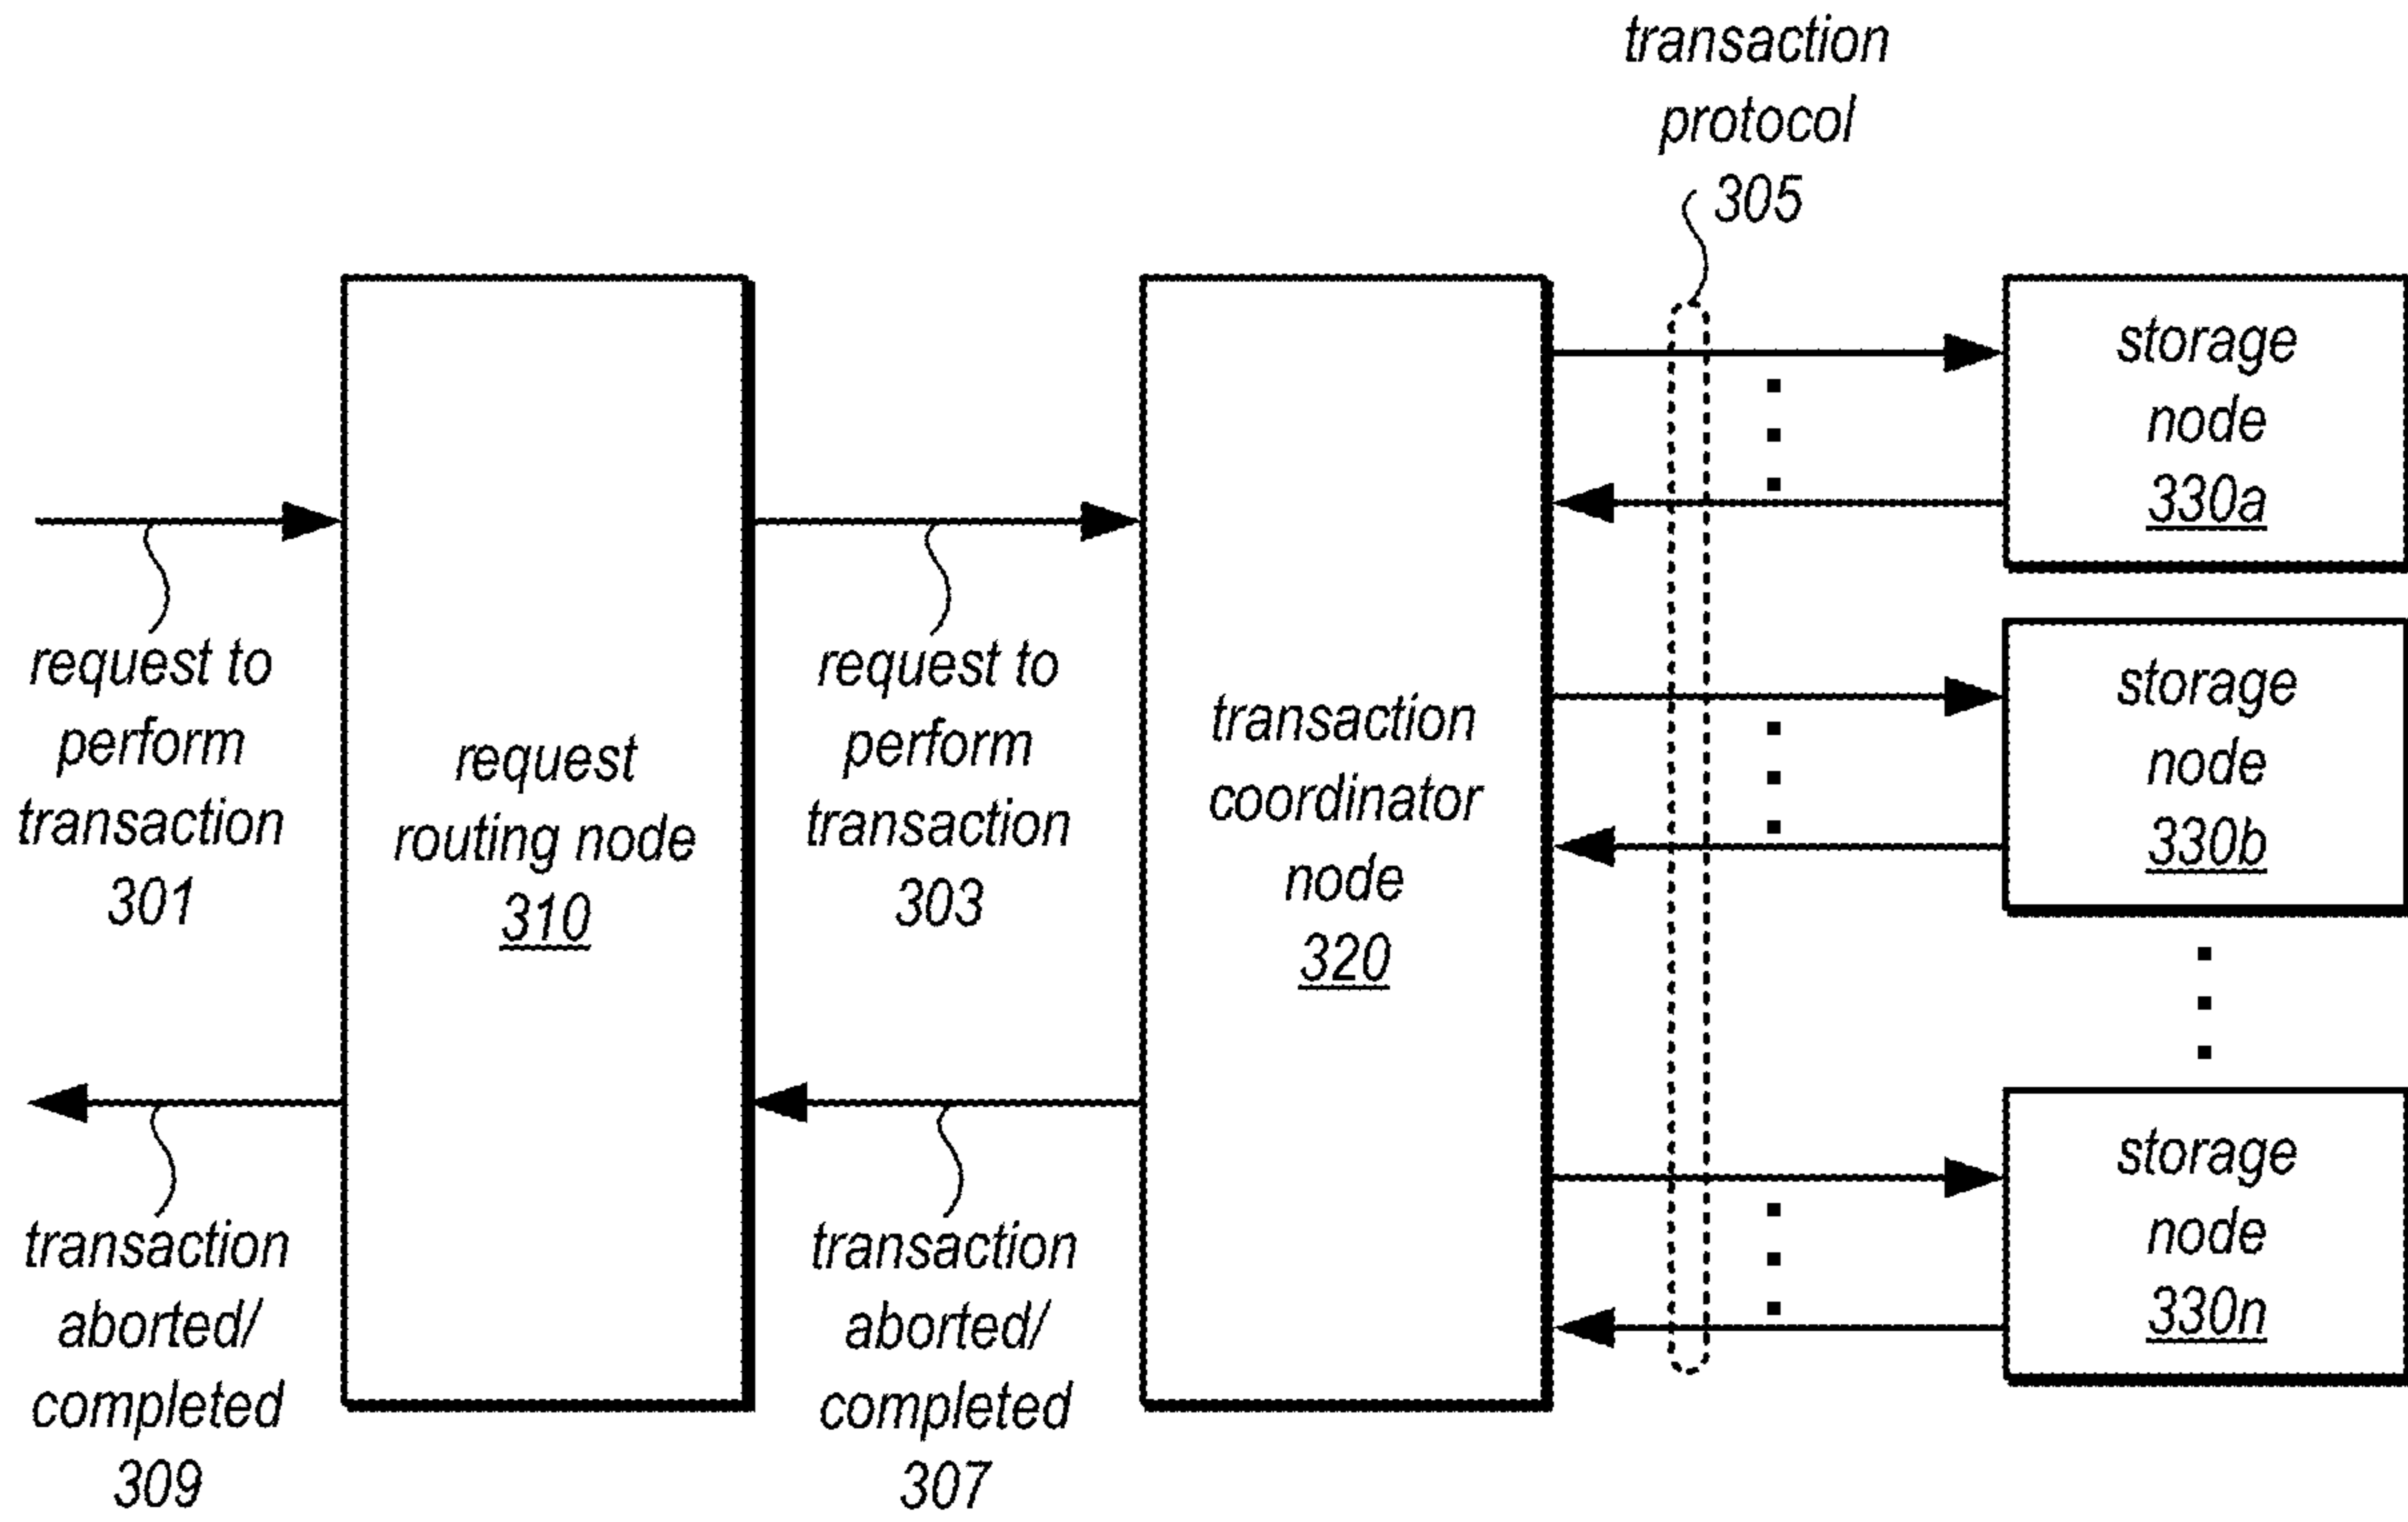 transaction
protocol
305
request to
perform
transaction
301
request
routing node
310
request to
perform
transaction
303
transaction
coordinator
node
320
storage
node
330a
storage
node
330b
storage
node
330n
transaction
aborted/
completed
309
transaction
aborted/
completed
307